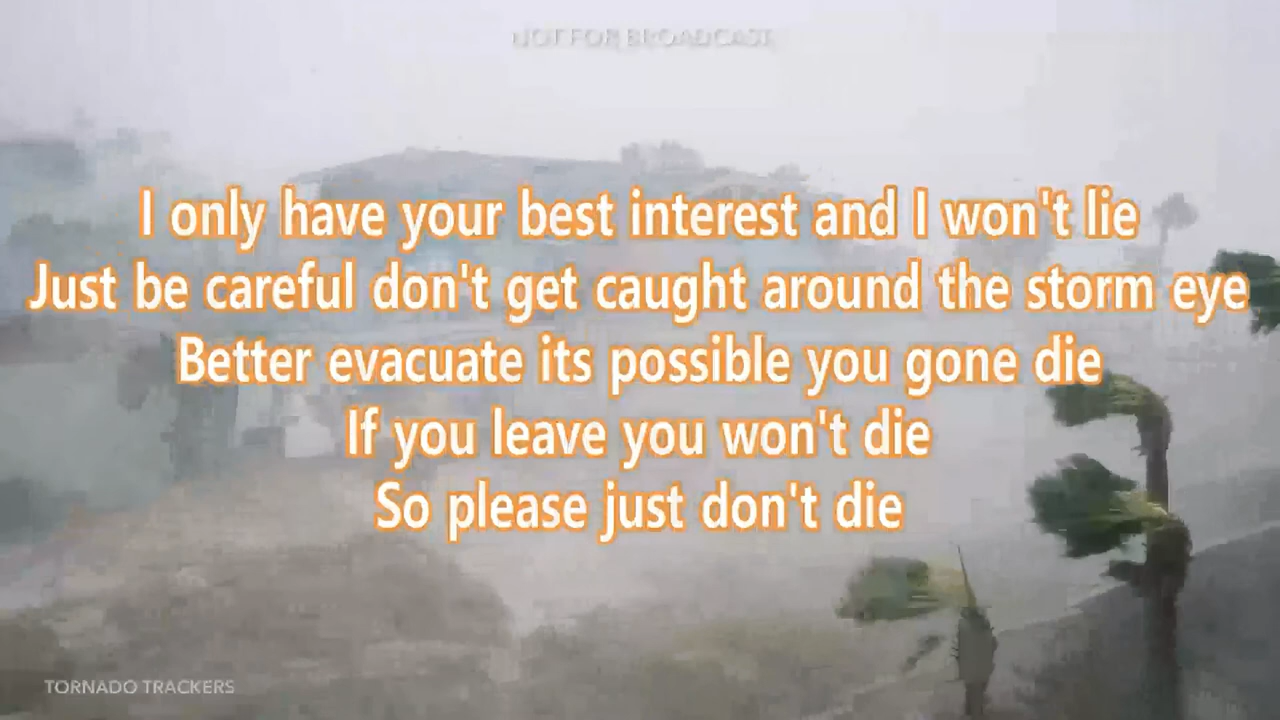 NOT FOR BROADCAST
I only have your best interest and I won't lie
Just be careful don't get caught around the storm eye
Better evacuate its possible you gone die
If you leave you won't die
So please just don't die
TORNADO TRACKERS